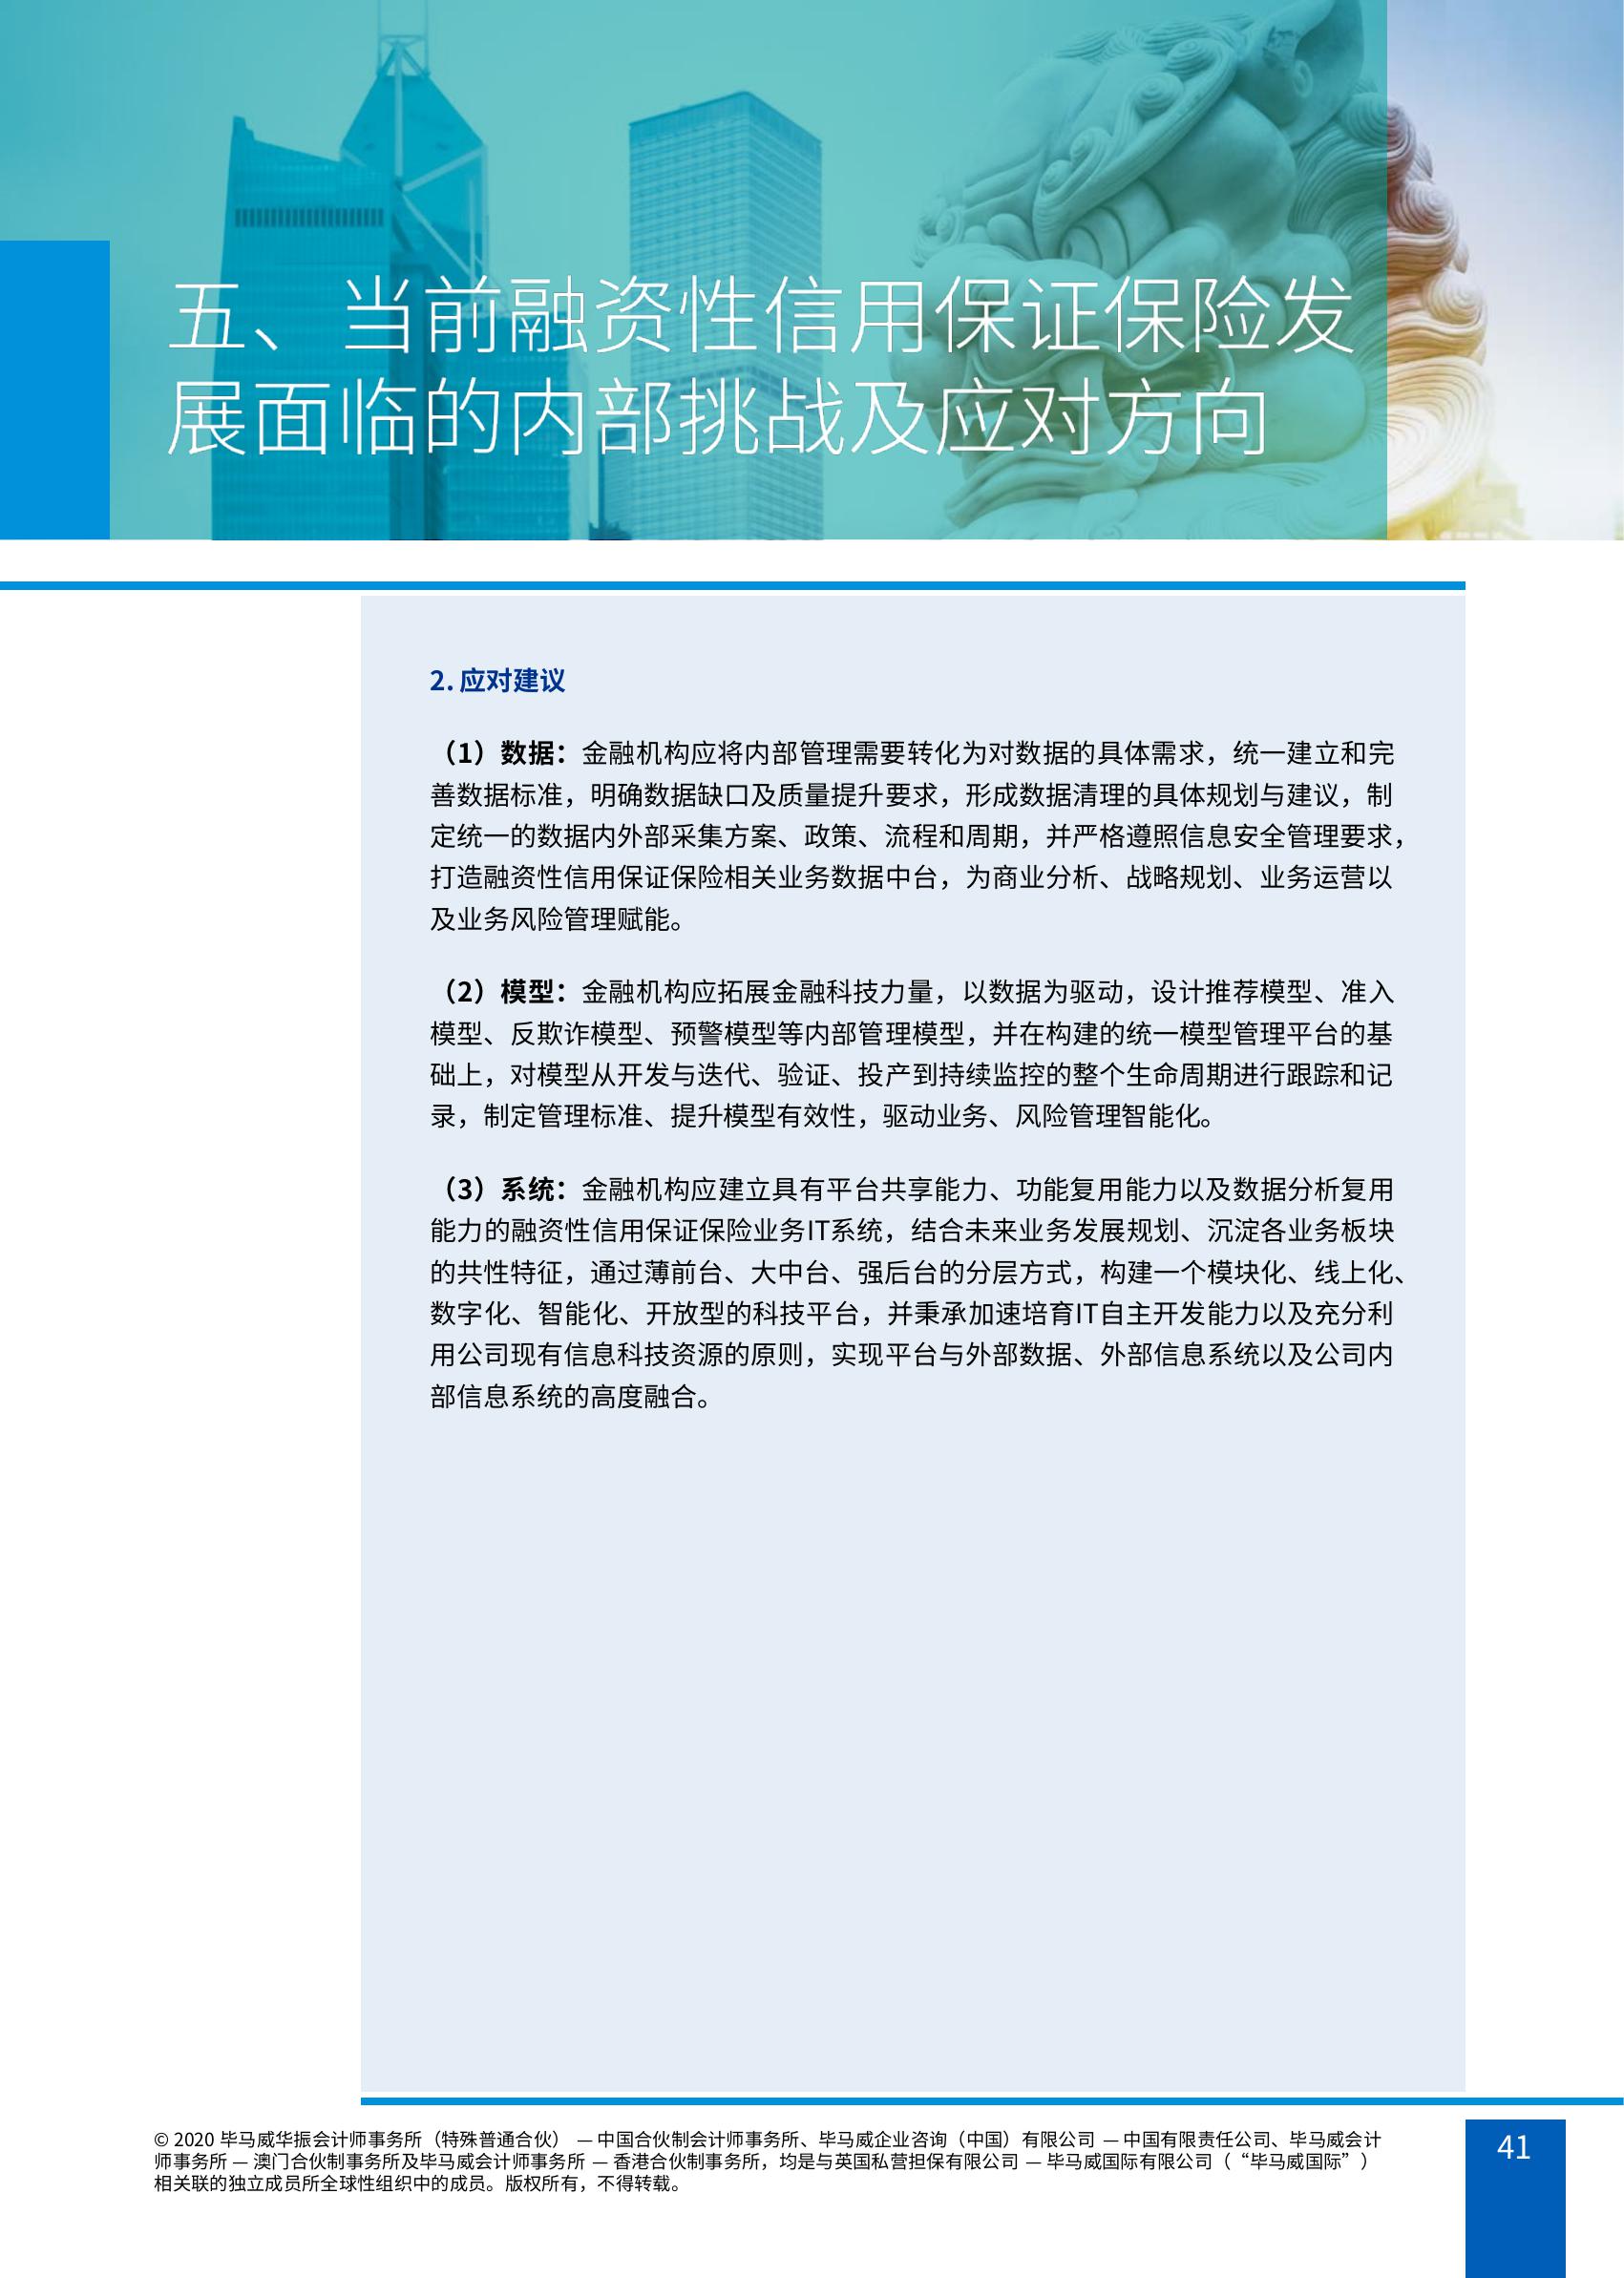 五、当前融资性信用保证保险发
展面临的内部挑战及应对方向
2. 应对建议
（1）数据：金融机构应将内部管理需要转化为对数据的具体需求，统一建立和完
善数据标准，明确数据缺口及质量提升要求，形成数据清理的具体规划与建议，制
定统一的数据内外部采集方案、政策、流程和周期，并严格遵照信息安全管理要求，
打造融资性信用保证保险相关业务数据中台，为商业分析、战略规划、业务运营以
及业务风险管理赋能。
（2）模型：金融机构应拓展金融科技力量，以数据为驱动，设计推荐模型、准入
模型、反欺诈模型、预警模型等内部管理模型，并在构建的统一模型管理平台的基
础上，对模型从开发与迭代、验证、投产到持续监控的整个生命周期进行跟踪和记
录，制定管理标准、提升模型有效性，驱动业务、风险管理智能化。
（3）系统：金融机构应建立具有平台共享能力、功能复用能力以及数据分析复用
能力的融资性信用保证保险业务IT系统，结合未来业务发展规划、沉淀各业务板块
的共性特征，通过薄前台、大中台、强后台的分层方式，构建一个模块化、线上化、
数字化、智能化、开放型的科技平台，并秉承加速培育IT自主开发能力以及充分利
用公司现有信息科技资源的原则，实现平台与外部数据、外部信息系统以及公司内
部信息系统的高度融合。
© 2020 毕马威华振会计师事务所（特殊普通合伙） — 中国合伙制会计师事务所、毕马威企业咨询（中国）有限公司 — 中国有限责任公司、毕马威会计
师事务所 — 澳门合伙制事务所及毕马威会计师事务所 — 香港合伙制事务所，均是与英国私营担保有限公司 — 毕马威国际有限公司（“毕马威国际”）
相关联的独立成员所全球性组织中的成员。版权所有，不得转载。
41